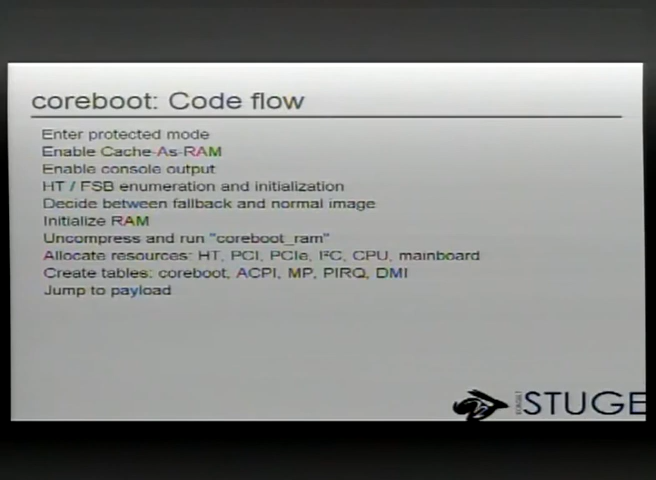 coreboot: Code flow
Enter protected mode
Enable Cache-As-RAM
Enable console output
HT / FSB enumeration and initialization
Decide between fallback and normal image
Initialize RAM
Uncompress and run "coreboot_ram"
Allocate resources: HT, PCI, PCIe, I²C, CPU, mainboard
Create tables: coreboot, ACPI, MP, PIRQ, DMI
Jump to payload
STUGE